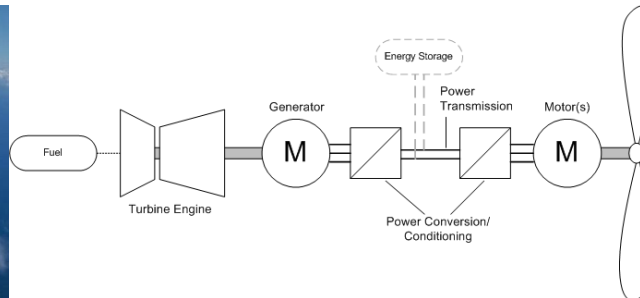 Energy Storage
Power
Transmission
Generator
Motor(s)
Fuel
M
M
Turbine Engine
Power Conversion/
Conditioning